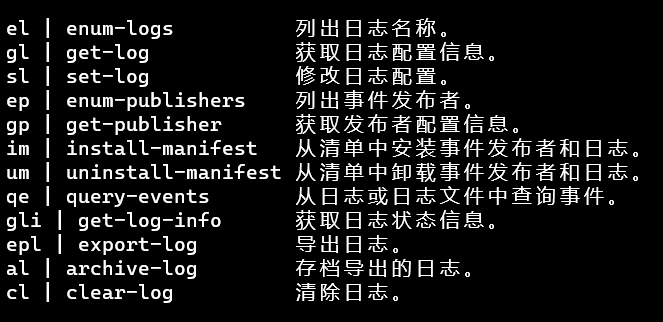 el | enum-logs 列出日志名称。
gl | get-log 获取日志配置信息。
sl | set-log 修改日志配置。
ep | enum-publishers 列出事件发布者。
gp | get-publisher 获取发布者配置信息。
im | install-manifest 从清单中安装事件发布者和日志。
um | uninstall-manifest 从清单中卸载事件发布者和日志。
qe | query-events 从日志或日志文件中查询事件。
gli | get-log-info 获取日志状态信息。
epl | export-log 导出日志。
al | archive-log 存档导出的日志。
cl | clear-log 清除日志。